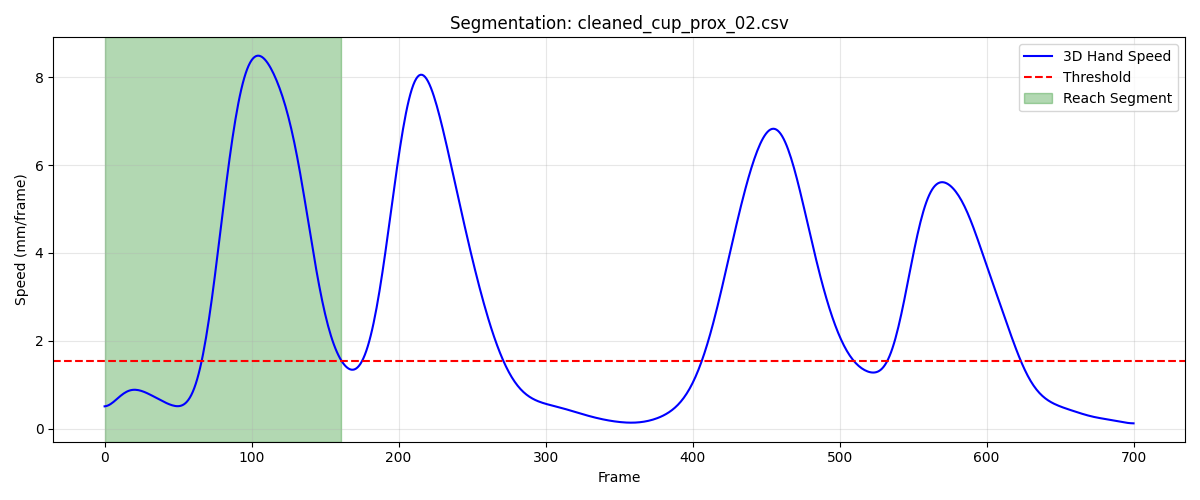 Segmentation: cleaned_cup_prox_02.csv
3D Hand Speed
Threshold
Reach Segment
Speed (mm/frame)
8
6
4
2
0
0 100 200 300 400 500 600 700
Frame